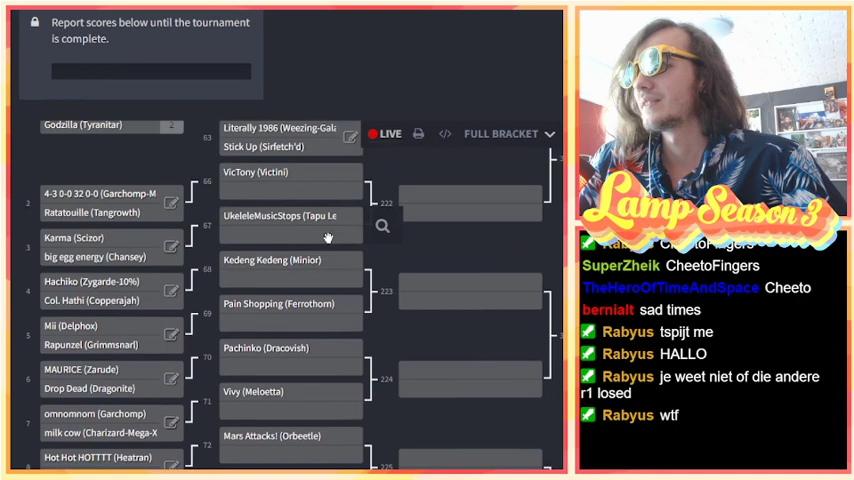 Report scores below until the tournament
is complete.
Godzilla (Tyranitar) 2
63 Literally 1986 (Weezing-Gala
Stick Up (Sirfetch'd)
LIVE FULL BRACKET
66 VicTony (Victini)
2 4-3 0-0 32 0-0 (Garchomp-M
Ratatouille (Tangrowth)
222
67 UkeleleMusicStops (Tapu Le
3 Karma (Scizor)
big egg energy (Chansey)
68 Kedeng Kedeng (Minior)
4 Hachiko (Zygarde-10%)
Col. Hathi (Copperajah)
223
69 Pain Shopping (Ferrothorn)
5 Mii (Delphox)
Rapunzel (Grimmsnarl)
70 Pachinko (Dracovish)
6 MAURICE (Zarude)
Drop Dead (Dragonite)
224
71 Vivy (Meloetta)
7 omnomnom (Garchomp)
milk cow (Charizard-Mega-X
72 Mars Attacks! (Orbeetle)
Hot Hot HOTTTT (Heatran)
225
Lamp Season 3
SuperZheik CheetoFingers
TheHeroOfTimeAndSpace Cheeto
bernialt sad times
Rabyus tspijt me
Rabyus HALLO
Rabyus je weet niet of die andere
r1 losed
Rabyus wtf